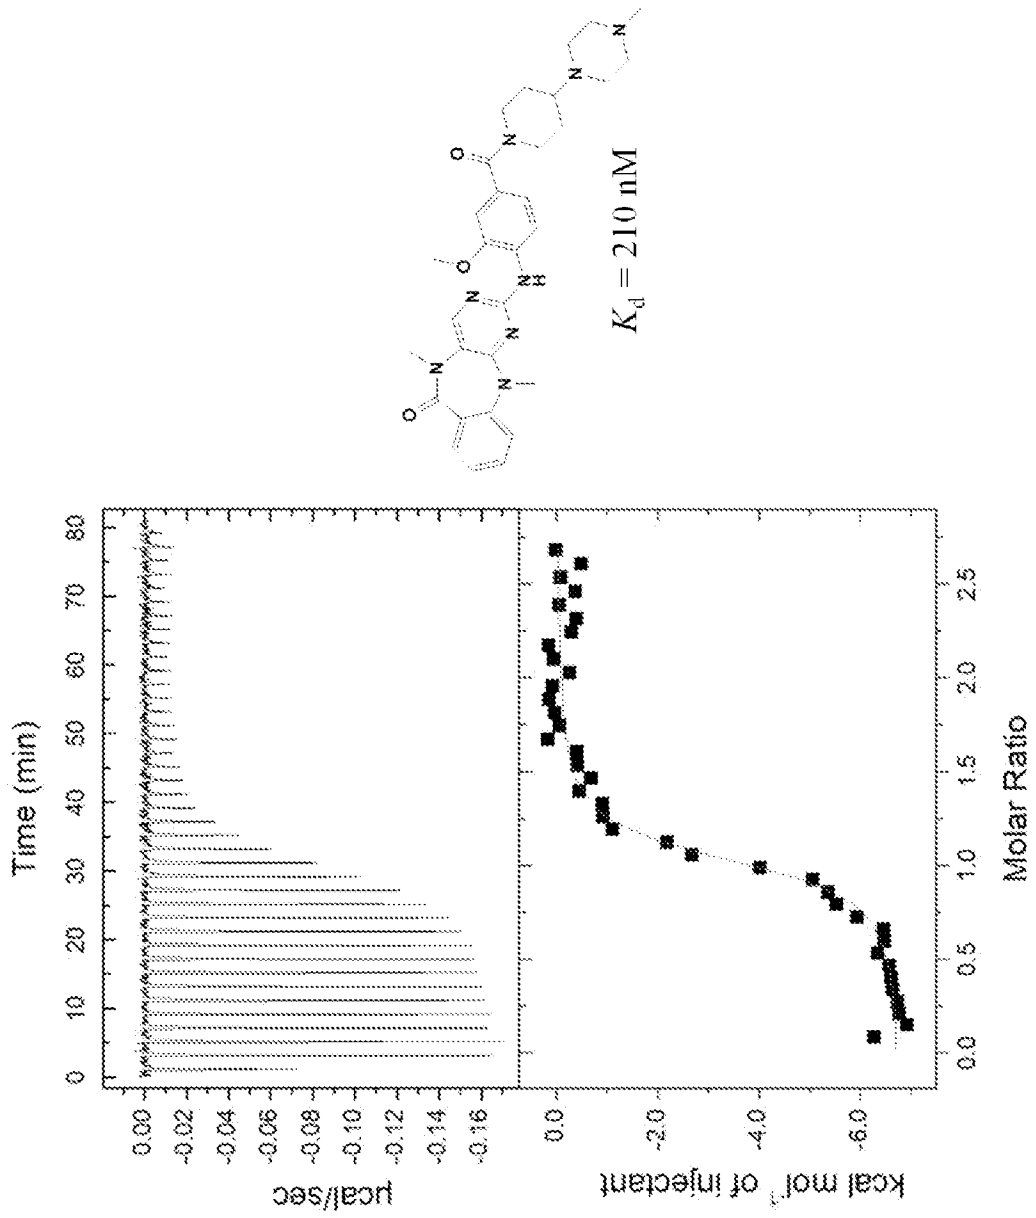 Time (min)
0 10 20 30 40 50 60 70 80
0.00
-0.02
-0.04
-0.06
-0.08
-0.10
-0.12
-0.14
-0.16
µcal/sec
0.0
-2.0
-4.0
-6.0
kcal mol⁻¹ of injectant
0.0 0.5 1.0 1.5 2.0 2.5
Molar Ratio
O
N
N
N
N
N
H
O
O
N
N
N
Kd = 210 nM